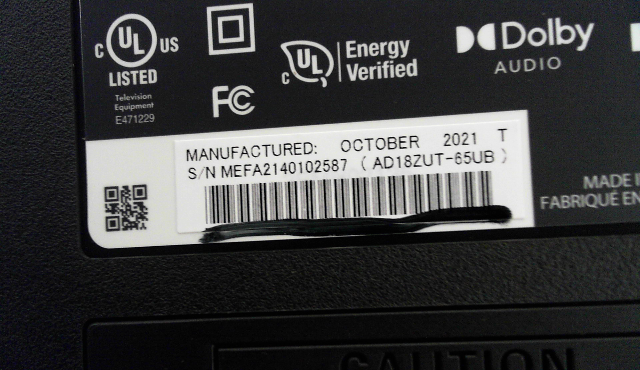 C UL US
LISTED
Television
Equipment
E471229
FC
C UL Energy
Verified
Dolby
AUDIO
MANUFACTURED: OCTOBER 2021 T
S/N MEFA2140102587 ( AD18ZUT-65UB )
MADE I
FABRIQUÉ EN
CAUTION